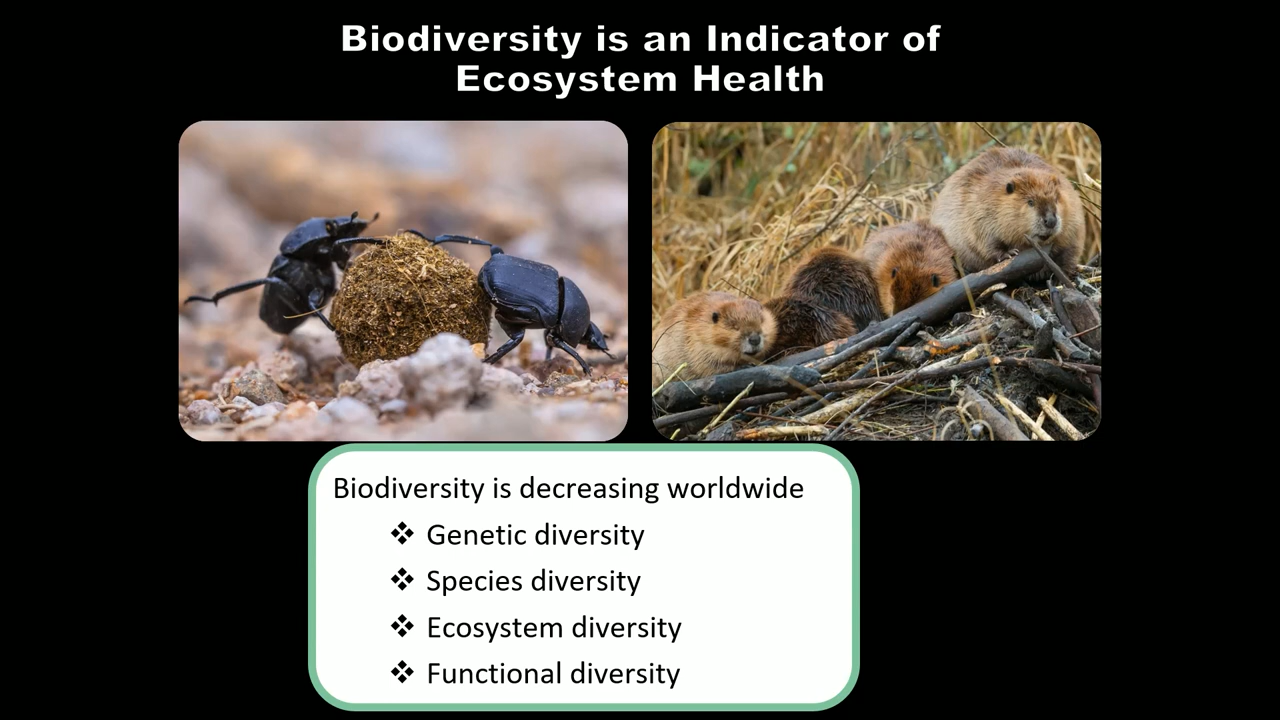 Biodiversity is an Indicator of
Ecosystem Health
Biodiversity is decreasing worldwide
❖ Genetic diversity
❖ Species diversity
❖ Ecosystem diversity
❖ Functional diversity